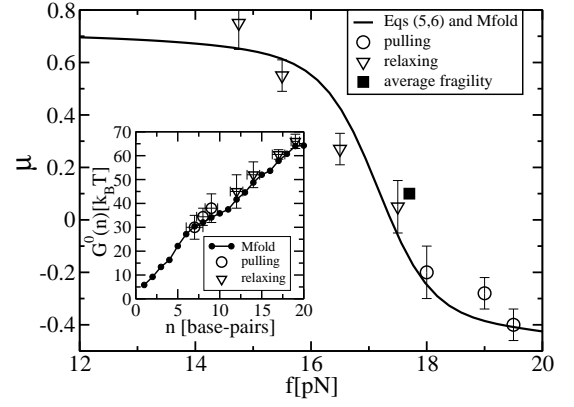 0.8
0.6
0.4
0.2
0
-0.2
-0.4
μ
12
14
16
18
20
f[pN]
Eqs (5,6) and Mfold
pulling
relaxing
average fragility
70
60
50
40
30
20
10
0
G⁰(n)[k_BT]
0
5
10
15
20
n [base-pairs]
Mfold
pulling
relaxing